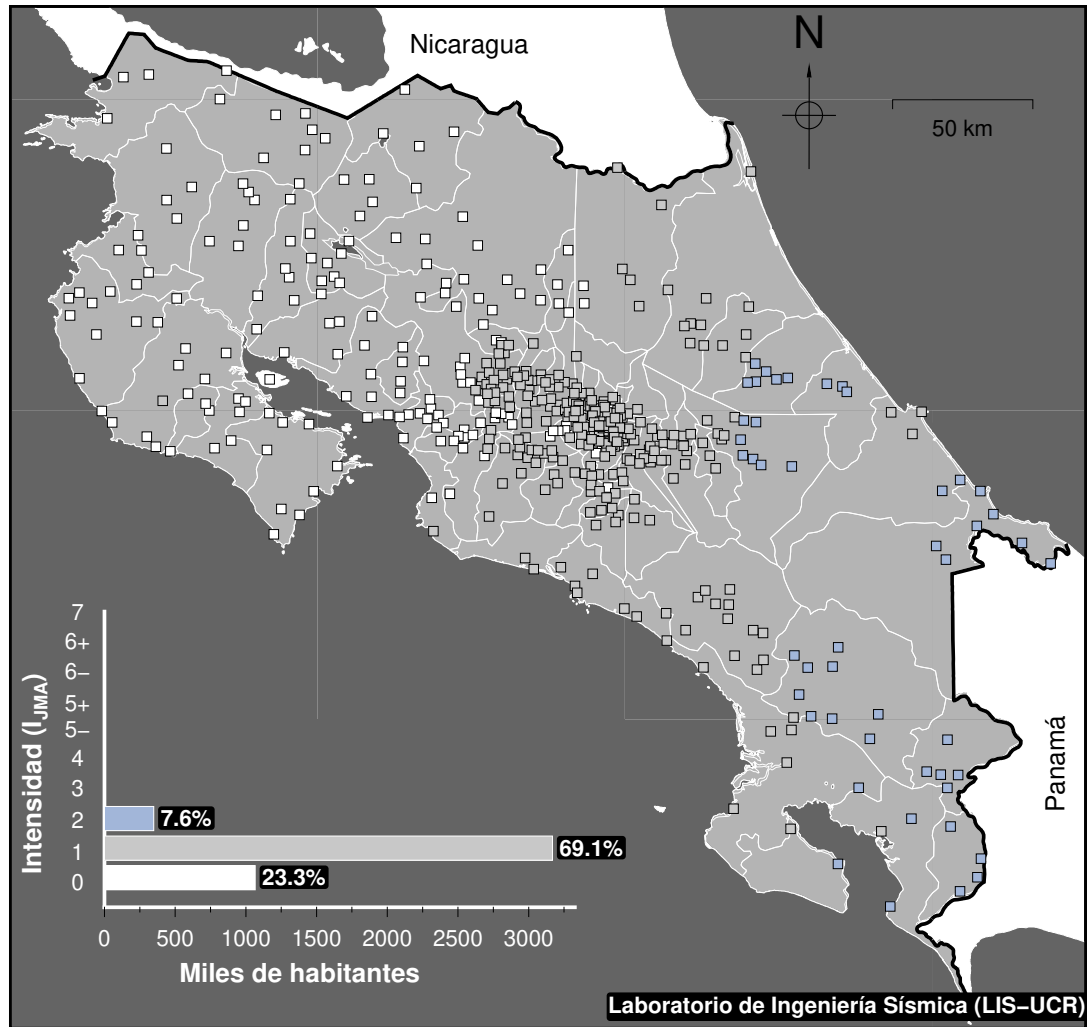 Nicaragua
N
50 km
Panamá
Intensidad (I_JMA)
7
6+
6−
5+
5−
4
3
2
1
0
7.6%
69.1%
23.3%
0 500 1000 1500 2000 2500 3000
Miles de habitantes
Laboratorio de Ingeniería Sísmica (LIS−UCR)